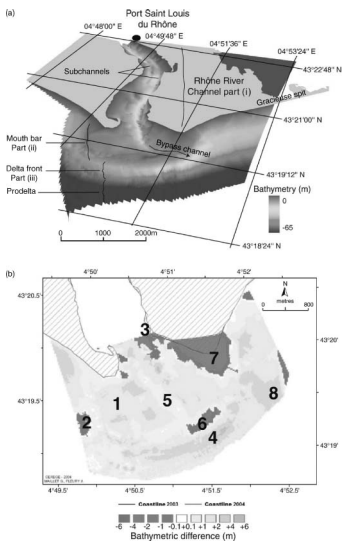 (a)
Port Saint Louis
du Rhône
04°48'00" E
04°49'48" E
04°51'36" E
04°53'24" E
43°22'48" N
Subchannels
Rhône River
Channel part (i)
Graceuse spit
43°21'00" N
Mouth bar
Part (ii)
Bypass channel
43°19'12" N
Delta front
Part (iii)
Bathymetry (m)
0
Prodelta
-65
0 1000 2000m
43°18'24" N
(b)
4°50' 4°51' 4°52'
43°20.5'
N
metres
0 800
3
43°20'
7
43°19.5'
1 5 8
2 6
4
43°19'
4°49.5' 4°50.5' 4°51.5' 4°52.5'
Coastline 2003 Coastline 2004
-6 -4 -2 -1 -0.1 +0.1 +1 +2 +4 +6
Bathymetric difference (m)